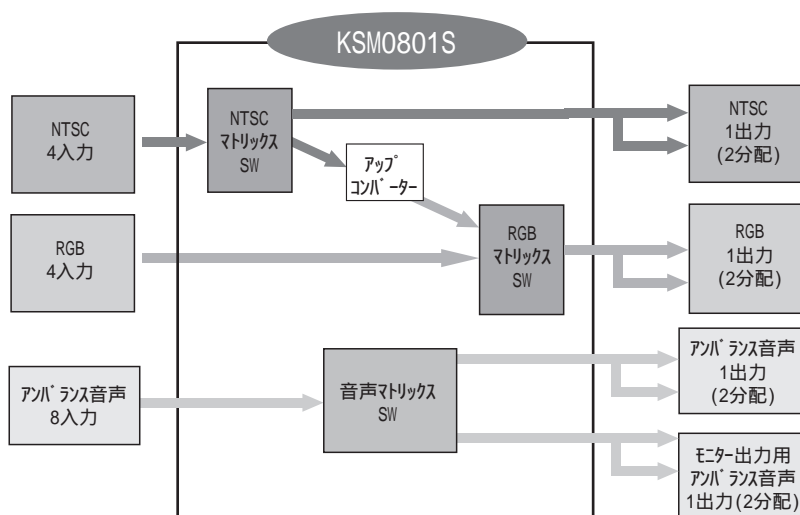 KSM0801S
NTSC
4入力
NTSC
マトリックス
SW
アップ
コンバーター
NTSC
1出力
(2分配)
RGB
4入力
RGB
マトリックス
SW
RGB
1出力
(2分配)
アンバランス音声
8入力
音声マトリックス
SW
アンバランス音声
1出力
(2分配)
モニター出力用
アンバランス音声
1出力(2分配)